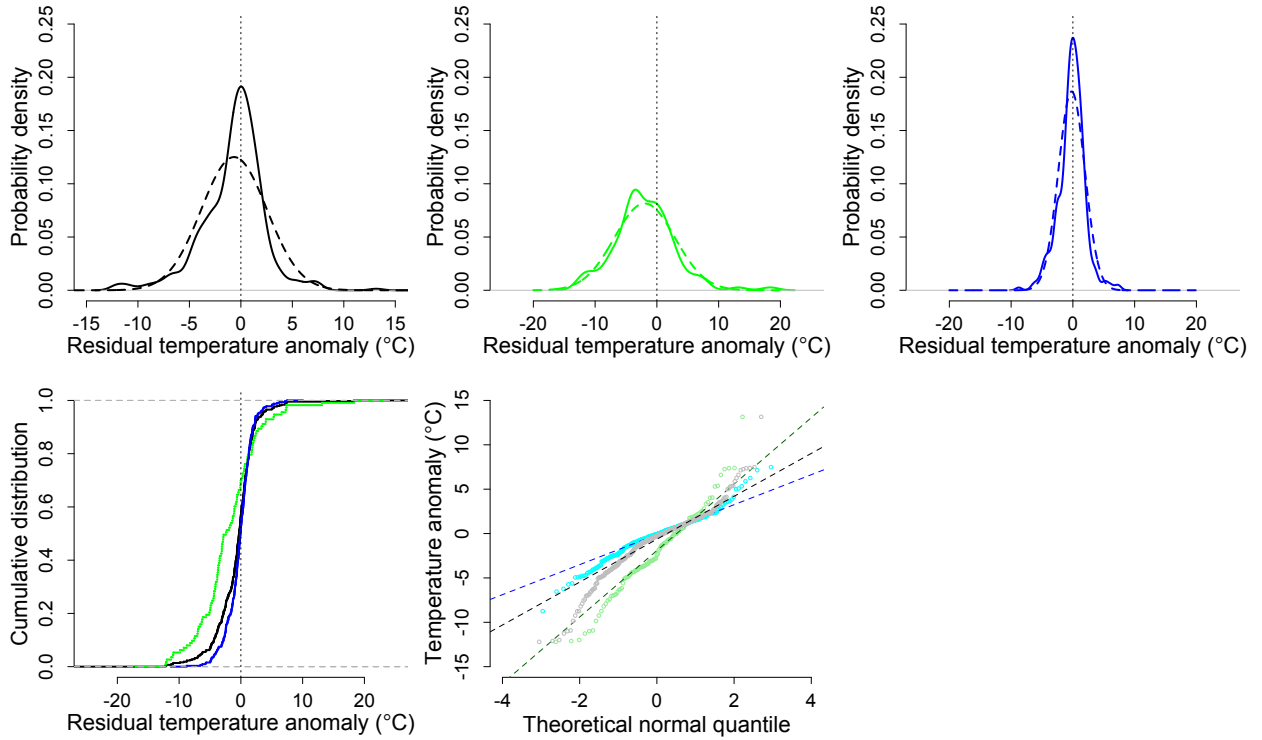 0.00 0.05 0.10 0.15 0.20 0.25
Probability density
-15 -10 -5 0 5 10 15
Residual temperature anomaly (°C)
0.00 0.05 0.10 0.15 0.20 0.25
Probability density
-20 -10 0 10 20
Residual temperature anomaly (°C)
0.00 0.05 0.10 0.15 0.20 0.25
Probability density
-20 -10 0 10 20
Residual temperature anomaly (°C)
0.0 0.2 0.4 0.6 0.8 1.0
Cumulative distribution
-20 -10 0 10 20
Residual temperature anomaly (°C)
-15 -10 -5 0 5 10 15
Temperature anomaly (°C)
-4 -2 0 2 4
Theoretical normal quantile